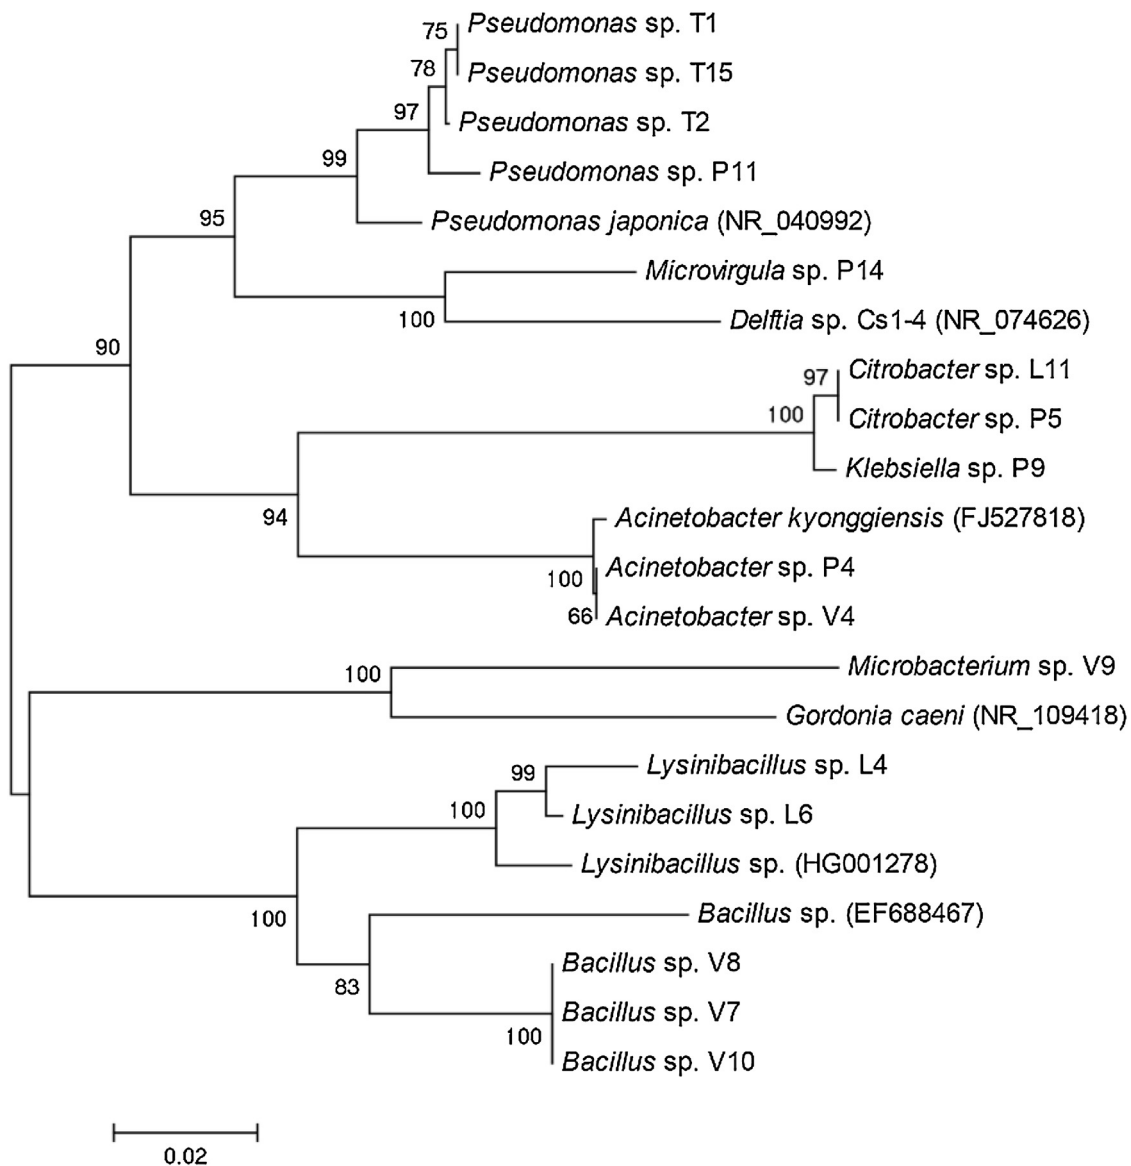 75
Pseudomonas sp. T1
78
Pseudomonas sp. T15
97
Pseudomonas sp. T2
99
Pseudomonas sp. P11
95
Pseudomonas japonica (NR_040992)
Microvirgula sp. P14
100
Delftia sp. Cs1-4 (NR_074626)
90
97
Citrobacter sp. L11
100
Citrobacter sp. P5
Klebsiella sp. P9
94
Acinetobacter kyonggiensis (FJ527818)
100
Acinetobacter sp. P4
66
Acinetobacter sp. V4
100
Microbacterium sp. V9
Gordonia caeni (NR_109418)
99
Lysinibacillus sp. L4
100
Lysinibacillus sp. L6
Lysinibacillus sp. (HG001278)
100
Bacillus sp. (EF688467)
83
Bacillus sp. V8
Bacillus sp. V7
100
Bacillus sp. V10
0.02